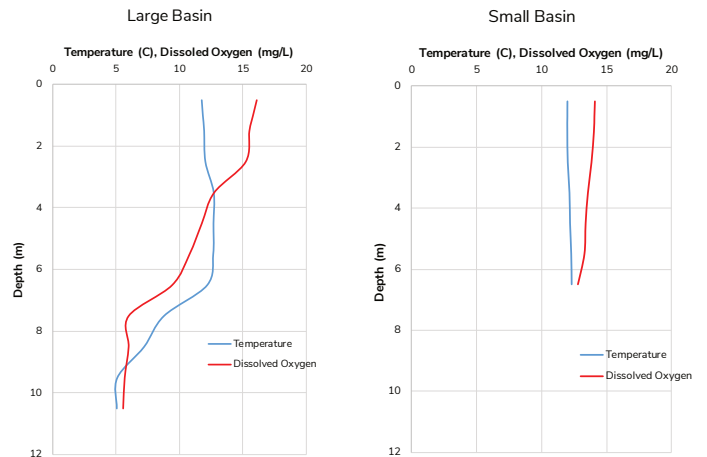 Large Basin
Temperature (C), Dissoled Oxygen (mg/L)
0 5 10 15 20
0
2
4
6
8
10
12
Depth (m)
Temperature
Dissolved Oxygen
Small Basin
Temperature (C), Dissolved Oxygen (mg/L)
0 5 10 15 20
0
2
4
6
8
10
12
Depth (m)
Temperature
Dissolved Oxygen